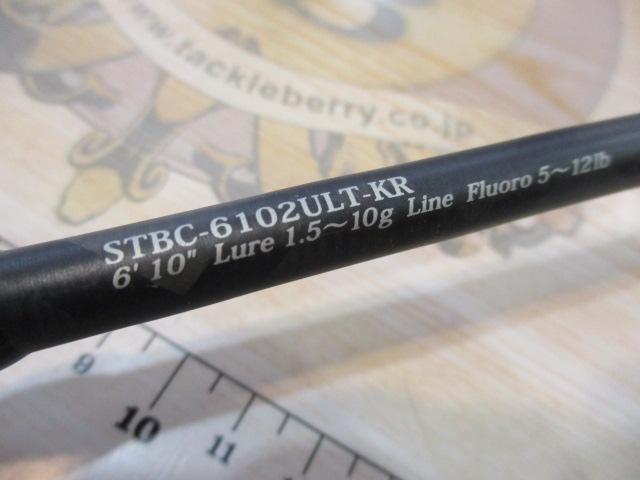 www.tackleberry.co.jp
STBC-6102ULT-KR
6' 10" Lure 1.5~10g Line Fluoro 5~12lb
9 10 11 12